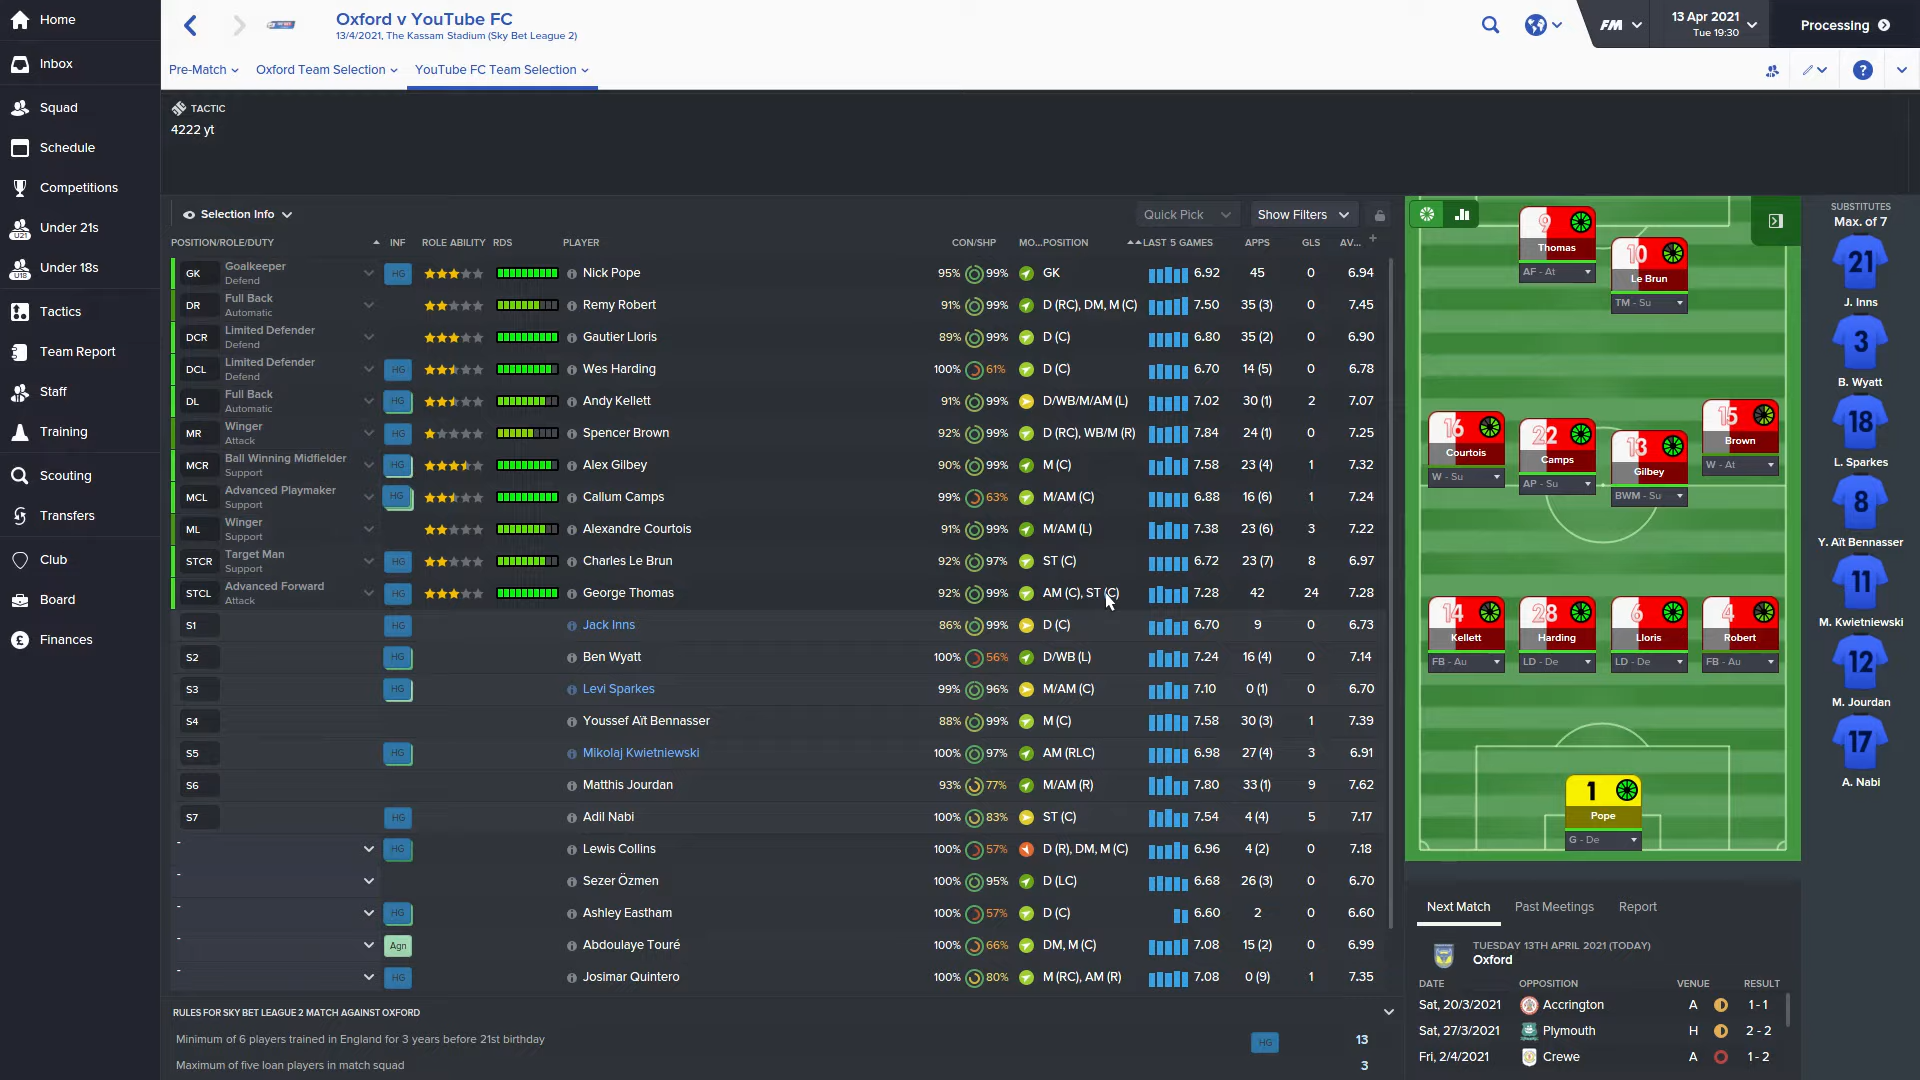 Home
Inbox
Squad
Schedule
Competitions
Under 21s
Under 18s
Tactics
Team Report
Staff
Training
Scouting
Transfers
Club
Board
Finances
Oxford v YouTube FC
13/4/2021, The Kassam Stadium (Sky Bet League 2)
FM
13 Apr 2021
Tue 19:30
Processing
Pre-Match
Oxford Team Selection
YouTube FC Team Selection
TACTIC
4222 yt
Selection Info
Quick Pick
Show Filters
POSITION/ROLE/DUTY INF ROLE ABILITY RDS PLAYER CON/SHP MO... POSITION LAST 5 GAMES APPS GLS AV...
GK Goalkeeper Defend HG Nick Pope 95% 99% GK 6.92 45 0 6.94
DR Full Back Automatic Remy Robert 91% 99% D (RC), DM, M (C) 7.50 35 (3) 0 7.45
DCR Limited Defender Defend Gautier Lloris 89% 99% D (C) 6.80 35 (2) 0 6.90
DCL Limited Defender Defend HG Wes Harding 100% 61% D (C) 6.70 14 (5) 0 6.78
DL Full Back Automatic HG Andy Kellett 91% 99% D/WB/M/AM (L) 7.02 30 (1) 2 7.07
MR Winger Attack HG Spencer Brown 92% 99% D (RC), WB/M (R) 7.84 24 (1) 0 7.25
MCR Ball Winning Midfielder Support HG Alex Gilbey 90% 99% M (C) 7.58 23 (4) 1 7.32
MCL Advanced Playmaker Support HG Callum Camps 99% 63% M/AM (C) 6.88 16 (6) 1 7.24
ML Winger Support Alexandre Courtois 91% 99% M/AM (L) 7.38 23 (6) 3 7.22
STCR Target Man Support HG Charles Le Brun 92% 97% ST (C) 6.72 23 (7) 8 6.97
STCL Advanced Forward Attack HG George Thomas 92% 99% AM (C), ST (C) 7.28 42 24 7.28
S1 HG Jack Inns 86% 99% D (C) 6.70 9 0 6.73
S2 HG Ben Wyatt 100% 56% D/WB (L) 7.24 16 (4) 0 7.14
S3 HG Levi Sparkes 99% 96% M/AM (C) 7.10 0 (1) 0 6.70
S4 Youssef Aït Bennasser 88% 99% M (C) 7.58 30 (3) 1 7.39
S5 HG Mikolaj Kwietniewski 100% 97% AM (RLC) 6.98 27 (4) 3 6.91
S6 Matthis Jourdan 93% 77% M/AM (R) 7.80 33 (1) 9 7.62
S7 HG Adil Nabi 100% 83% ST (C) 7.54 4 (4) 5 7.17
- HG Lewis Collins 100% 57% D (R), DM, M (C) 6.96 4 (2) 0 7.18
- Sezer Özmen 100% 95% D (LC) 6.68 26 (3) 0 6.70
- HG Ashley Eastham 100% 57% D (C) 6.60 2 0 6.60
- Agn Abdoulaye Touré 100% 66% DM, M (C) 7.08 15 (2) 0 6.99
- HG Josimar Quintero 100% 80% M (RC), AM (R) 7.08 0 (9) 1 7.35
RULES FOR SKY BET LEAGUE 2 MATCH AGAINST OXFORD
Minimum of 6 players trained in England for 3 years before 21st birthday HG 13
Maximum of five loan players in match squad 3
9
Thomas
AF - At
10
Le Brun
TM - Su
16
Courtois
W - Su
22
Camps
AP - Su
13
Gilbey
BWM - Su
15
Brown
W - At
14
Kellett
FB - Au
28
Harding
LD - De
6
Lloris
LD - De
4
Robert
FB - Au
1
Pope
G - De
SUBSTITUTES
Max. of 7
21
J. Inns
3
B. Wyatt
18
L. Sparkes
8
Y. Aït Bennasser
11
M. Kwietniewski
12
M. Jourdan
17
A. Nabi
Next Match
Past Meetings
Report
TUESDAY 13TH APRIL 2021 (TODAY)
Oxford
DATE OPPOSITION VENUE RESULT
Sat, 20/3/2021 Accrington A 1 - 1
Sat, 27/3/2021 Plymouth H 2 - 2
Fri, 2/4/2021 Crewe A 1 - 2